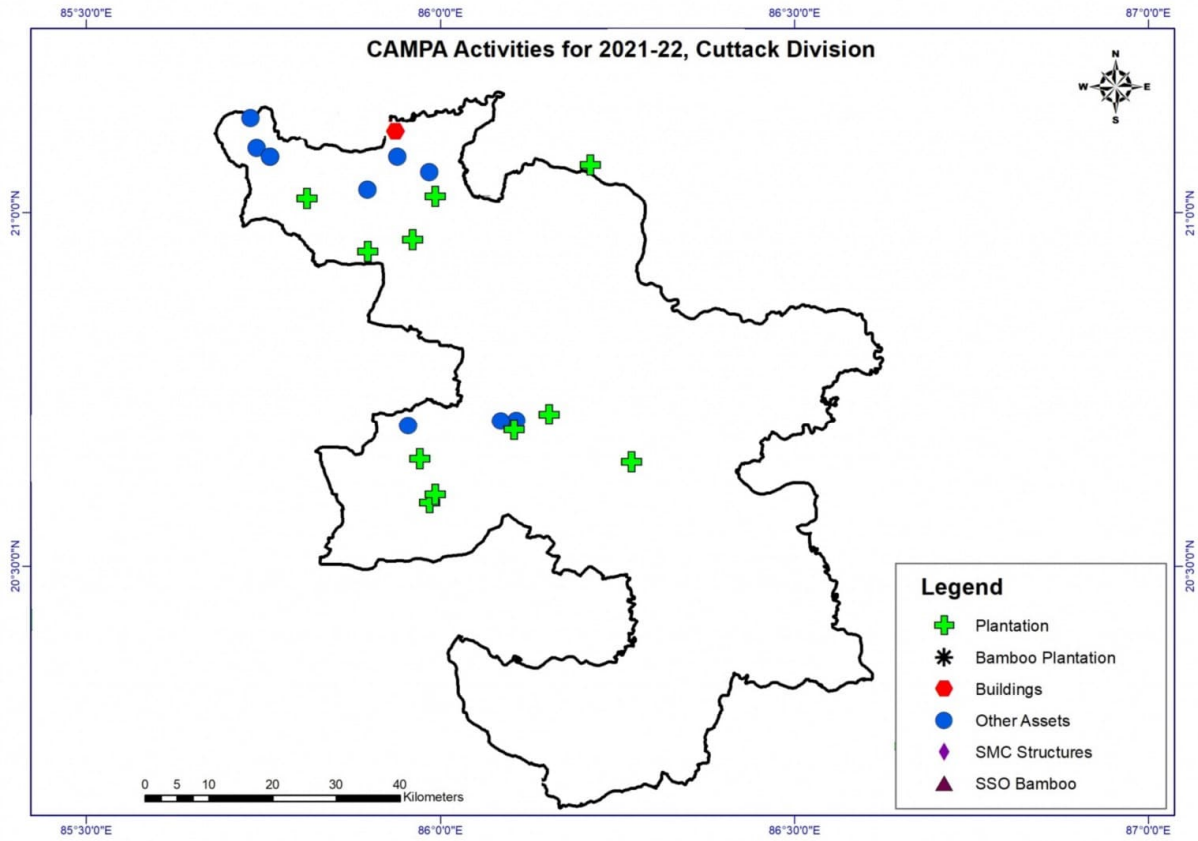 85°30'0"E 86°0'0"E 86°30'0"E 87°0'0"E
CAMPA Activities for 2021-22, Cuttack Division
N
W E
S
21°0'0"N 21°0'0"N
20°30'0"N 20°30'0"N
Legend
Plantation
Bamboo Plantation
Buildings
Other Assets
SMC Structures
SSO Bamboo
0 5 10 20 30 40
Kilometers
85°30'0"E 86°0'0"E 86°30'0"E 87°0'0"E